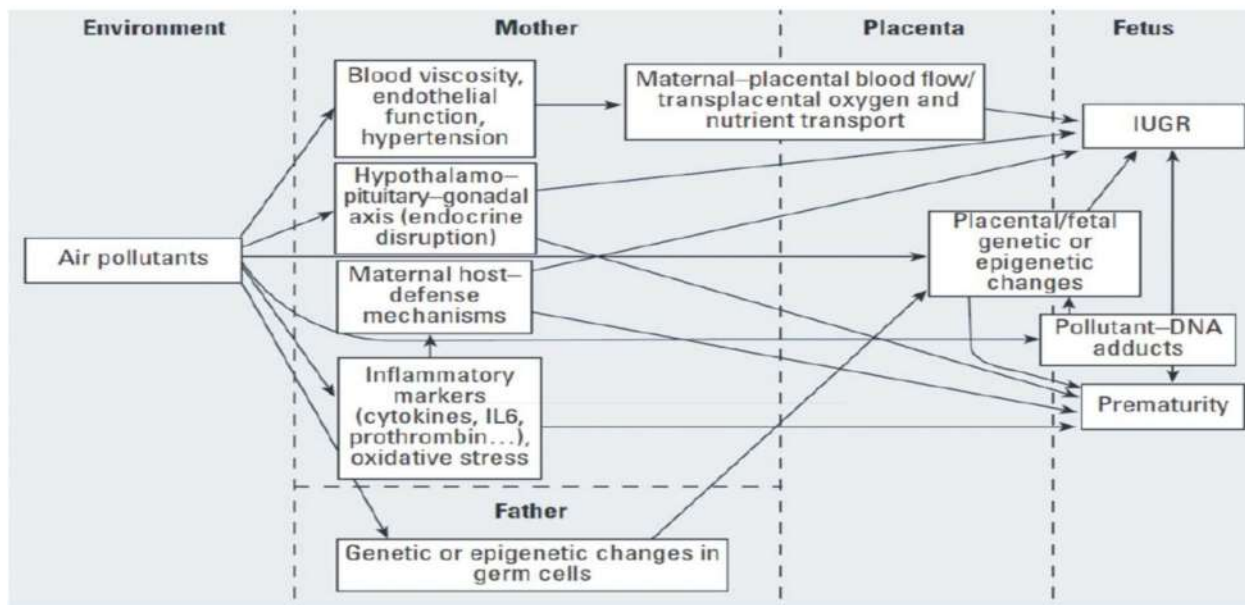 Environment
Mother
Placenta
Fetus
Blood viscosity,
endothelial
function,
hypertension
Maternal–placental blood flow/
transplacental oxygen and
nutrient transport
IUGR
Hypothalamo–
pituitary–gonadal
axis (endocrine
disruption)
Air pollutants
Placental/fetal
genetic or
epigenetic
changes
Maternal host–
defense
mechanisms
Pollutant–DNA
adducts
Inflammatory
markers
(cytokines, IL6,
prothrombin...),
oxidative stress
Prematurity
Father
Genetic or epigenetic changes in
germ cells